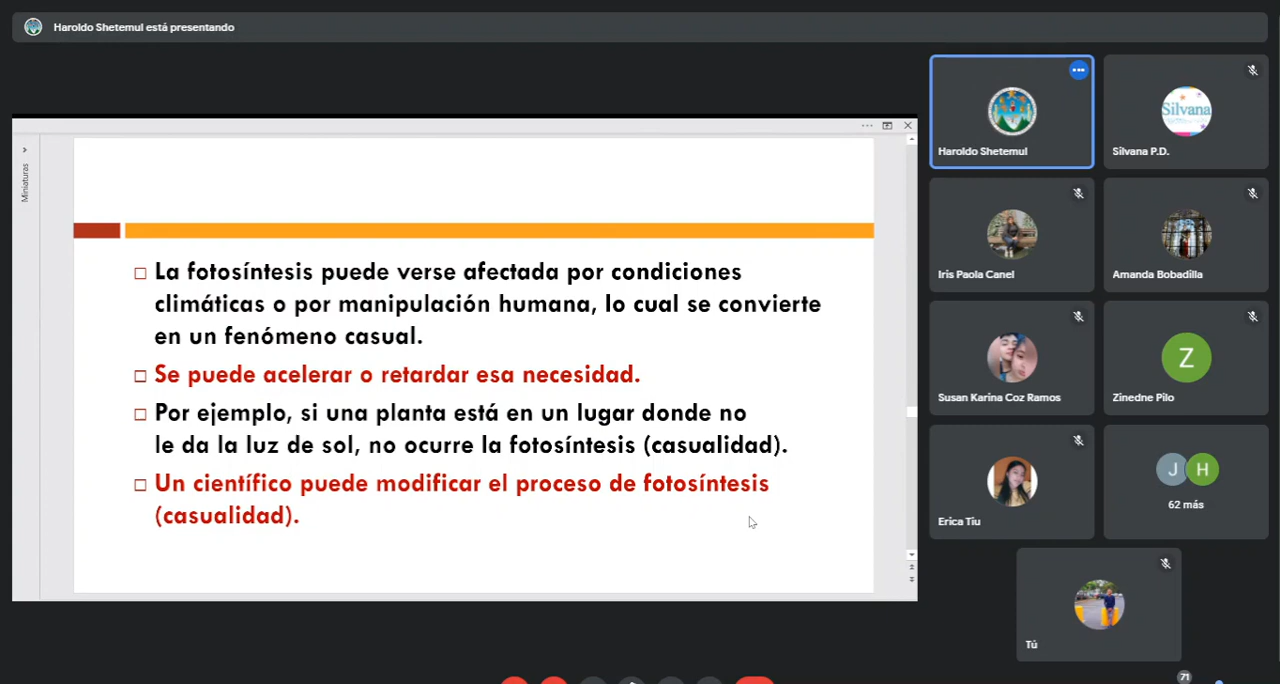 Haroldo Shetemul está presentando
Miniaturas
La fotosíntesis puede verse afectada por condiciones
climáticas o por manipulación humana, lo cual se convierte
en un fenómeno casual.
Se puede acelerar o retardar esa necesidad.
Por ejemplo, si una planta está en un lugar donde no
le da la luz de sol, no ocurre la fotosíntesis (casualidad).
Un científico puede modificar el proceso de fotosíntesis
(casualidad).
Haroldo Shetemul
Silvana
Silvana P.D.
Iris Paola Canel
Amanda Bobadilla
Susan Karina Coz Ramos
Z
Zinedne Pilo
Erica Tiu
J H
62 más
Tú
71